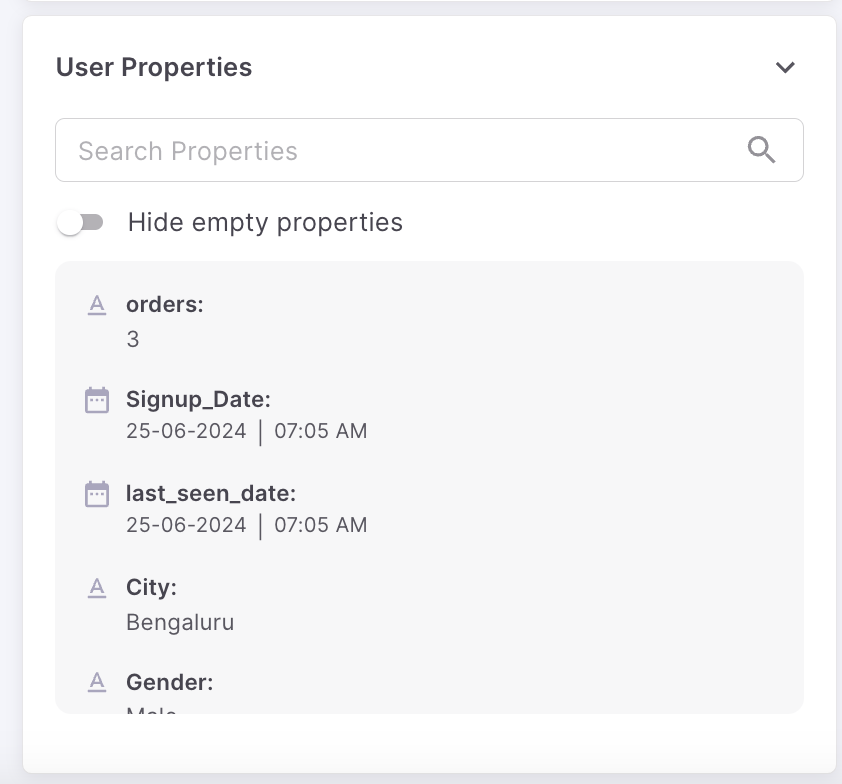 User Properties
Search Properties
Hide empty properties
orders:
3
Signup_Date:
25-06-2024 | 07:05 AM
last_seen_date:
25-06-2024 | 07:05 AM
City:
Bengaluru
Gender:
Male